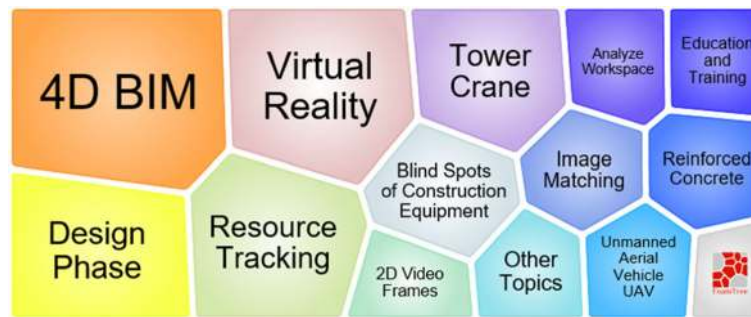 4D BIM
Virtual
Reality
Tower
Crane
Analyze
Workspace
Education
and
Training
Design
Phase
Resource
Tracking
Blind Spots
of Construction
Equipment
Image
Matching
Reinforced
Concrete
2D Video
Frames
Other
Topics
Unmanned
Aerial
Vehicle
UAV
FoamTree